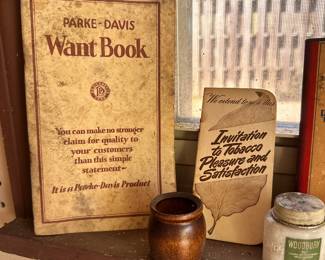 PARKE-DAVIS
Want Book
You can make no stronger
claim for quality to
your customers
than this simple
statement-
It is a Parke-Davis Product
We extend to you this
Invitation
to Tobacco
Pleasure and
Satisfaction
WOODBURY